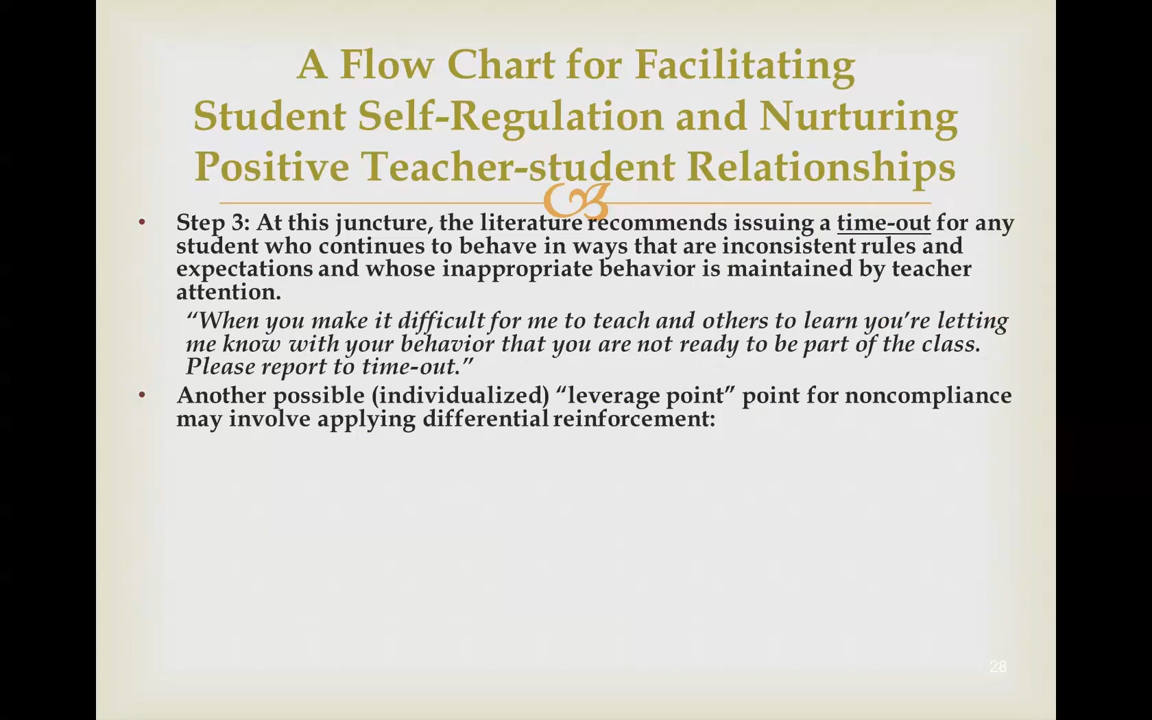 A Flow Chart for Facilitating
Student Self-Regulation and Nurturing
Positive Teacher-student Relationships
• Step 3: At this juncture, the literature recommends issuing a time-out for any
student who continues to behave in ways that are inconsistent rules and
expectations and whose inappropriate behavior is maintained by teacher
attention.
“When you make it difficult for me to teach and others to learn you’re letting
me know with your behavior that you are not ready to be part of the class.
Please report to time-out.”
• Another possible (individualized) “leverage point” point for noncompliance
may involve applying differential reinforcement:
28